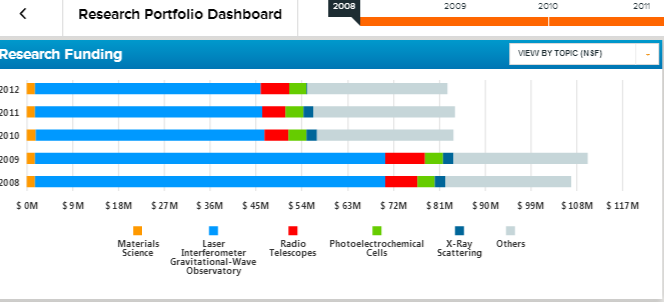 Research Portfolio Dashboard
2008
2009
2010
2011
Research Funding
VIEW BY TOPIC (NSF)
2012
2011
2010
2009
2008
$ 0M $ 9M $ 18M $ 27M $ 36M $ 45M $ 54M $ 63M $ 72M $ 81M $ 90M $ 99M $ 108M $ 117M
Materials
Science
Laser
Interferometer
Gravitational-Wave
Observatory
Radio
Telescopes
Photoelectrochemical
Cells
X-Ray
Scattering
Others